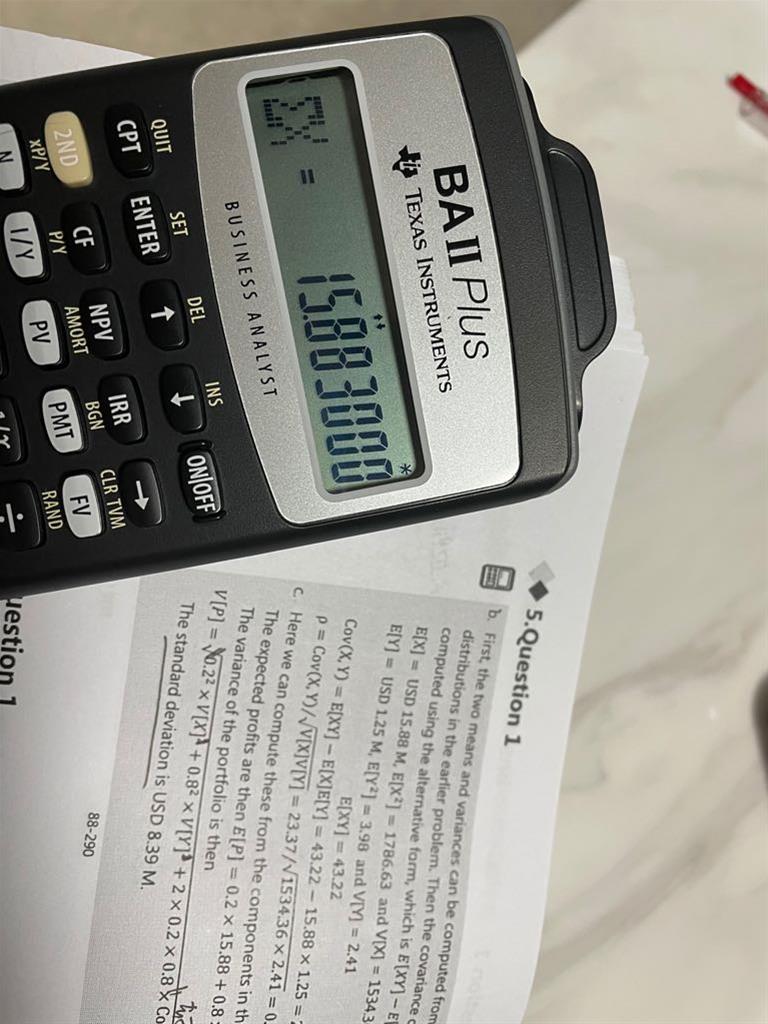 BA II Plus
TEXAS INSTRUMENTS
15.883000
BUSINESS ANALYST
QUIT SET DEL INS
CPT ENTER ↑ ↓ ON|OFF
2ND CF NPV IRR →
xP/Y P/Y AMORT BGN CLR TVM
N I/Y PV PMT FV
RAND
÷
5.Question 1
b. First, the two means and variances can be computed from
distributions in the earlier problem. Then the covariance
computed using the alternative form, which is E[XY] − E[
E[X] = USD 15.88 M, E[X²] = 1786.63 and V[X] = 1534.3
E[Y] = USD 1.25 M, E[Y²] = 3.98 and V[Y] = 2.41
E[XY] = 43.22
Cov(X,Y) = E[XY] − E[X]E[Y] = 43.22 − 15.88 × 1.25 =
ρ = Cov(X,Y)/√V[X]V[Y] = 23.37/√1534.36 × 2.41 = 0.
c. Here we can compute these from the components in th
The expected profits are then E[P] = 0.2 × 15.88 + 0.8
The variance of the portfolio is then
V[P] = √0.2² × V[X] + 0.8² × V[Y] + 2 × 0.2 × 0.8 × Co
The standard deviation is USD 8.39 M.
88-290
uestion 1